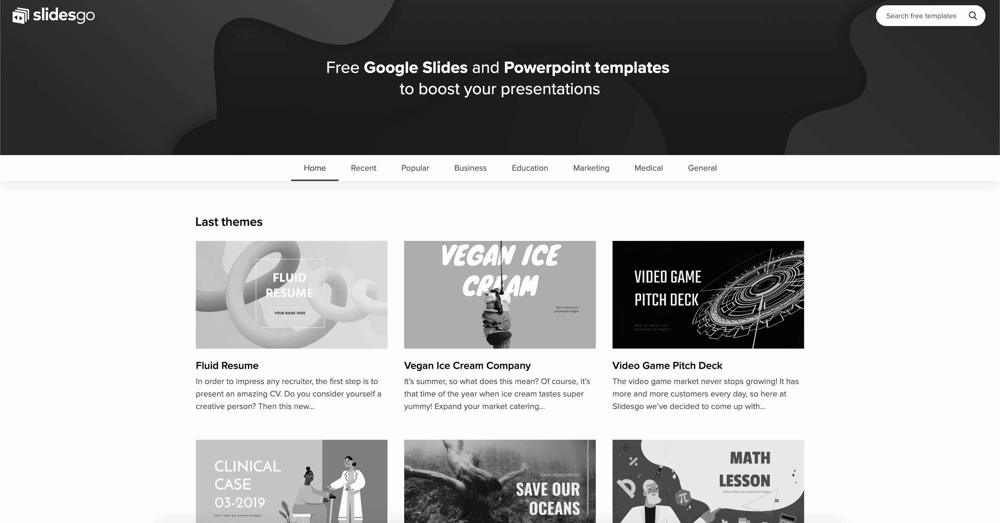 slidesgo
Search free templates
Free Google Slides and Powerpoint templates
to boost your presentations
Home
Recent
Popular
Business
Education
Marketing
Medical
General
Last themes
FLUID
RESUME
YOUR NAME HERE
VEGAN ICE
CREAM
Here is where your
presentation begins
VIDEO GAME
PITCH DECK
Here is where your
presentation begins
Fluid Resume
In order to impress any recruiter, the first step is to
present an amazing CV. Do you consider yourself a
creative person? Then this new...
Vegan Ice Cream Company
It’s summer, so what does this mean? Of course, it’s
that time of the year when ice cream tastes super
yummy! Expand your market catering...
Video Game Pitch Deck
The video game market never stops growing! It has
more and more customers every day, so here at
Slidesgo we’ve decided to come up with...
CLINICAL
CASE
03-2019
Here is where your presentation begins
SOCIAL MEDIA STRATEGY
SAVE OUR
OCEANS
MATH
LESSON
Here is where your presentation begins
%
π
=